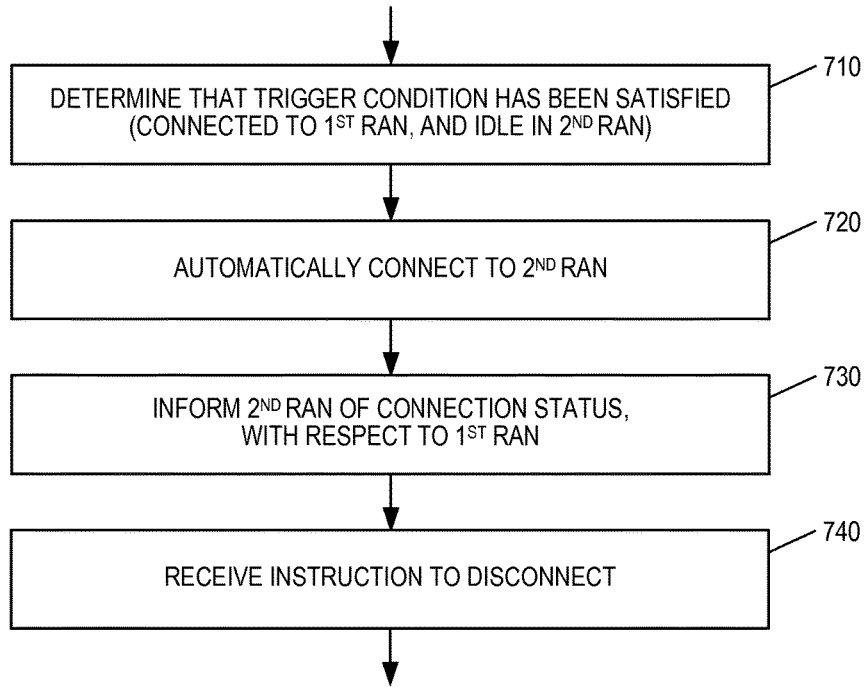 710
DETERMINE THAT TRIGGER CONDITION HAS BEEN SATISFIED
(CONNECTED TO 1ST RAN, AND IDLE IN 2ND RAN)
720
AUTOMATICALLY CONNECT TO 2ND RAN
730
INFORM 2ND RAN OF CONNECTION STATUS,
WITH RESPECT TO 1ST RAN
740
RECEIVE INSTRUCTION TO DISCONNECT